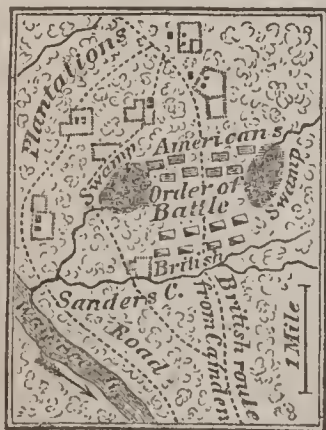 Plantations
Americans
Swamp
Swamp
Order of
Battle
British
Sanders C.
Road
British route
from Camden
1 Mile